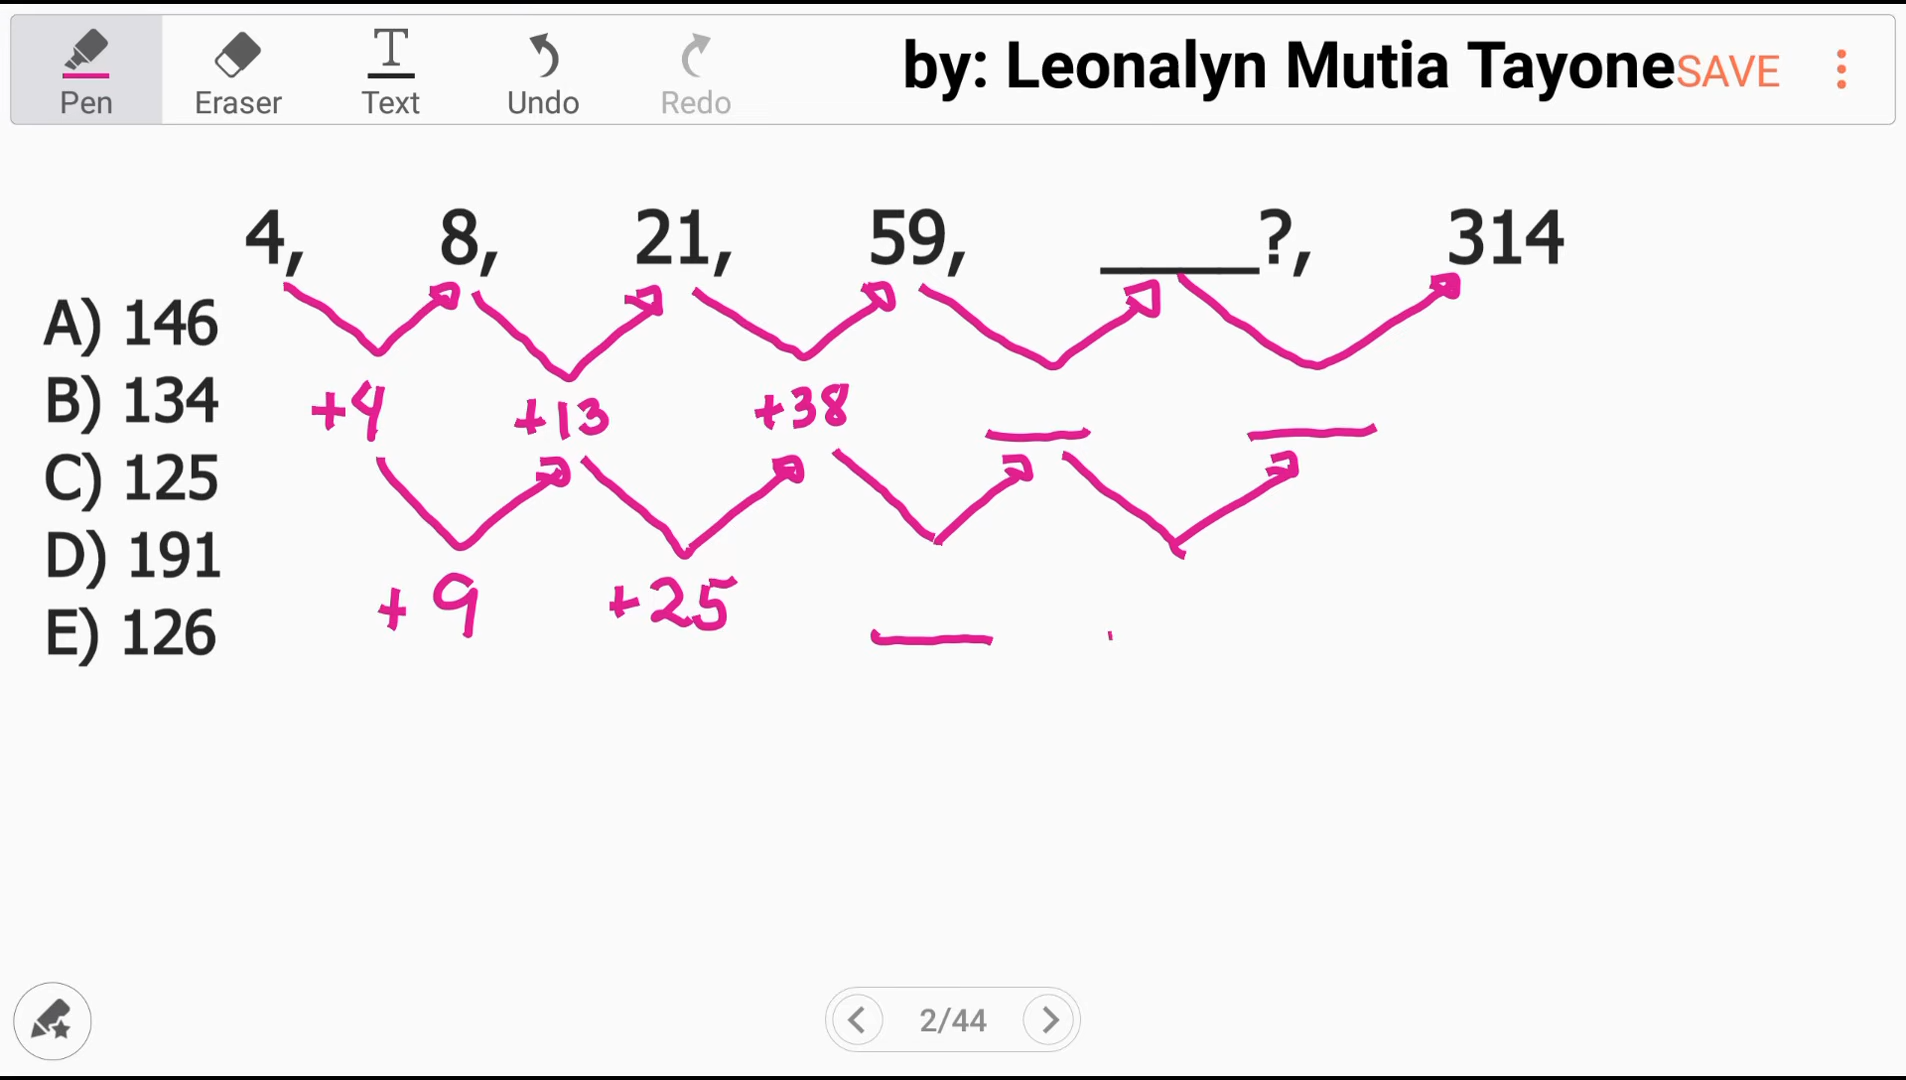 Pen Eraser Text Undo Redo by: Leonalyn Mutia Tayone SAVE
4, 8, 21, 59, _____?, 314
A) 146
B) 134
C) 125
D) 191
E) 126
+4 +13 +38
+9 +25
2/44